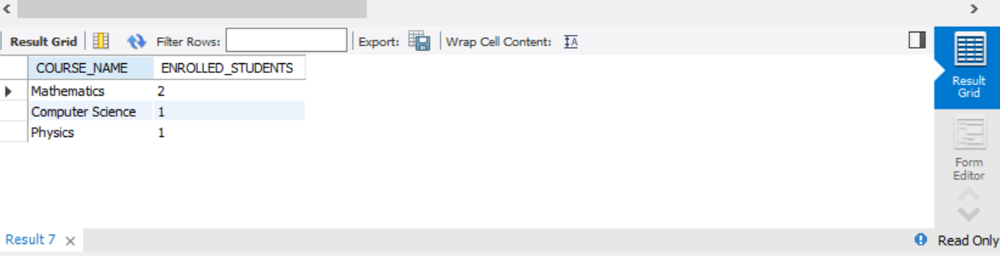 Result Grid Filter Rows: Export: Wrap Cell Content: IA
COURSE_NAME ENROLLED_STUDENTS
Mathematics 2
Computer Science 1
Physics 1
Result
Grid
Form
Editor
Result 7 Read Only